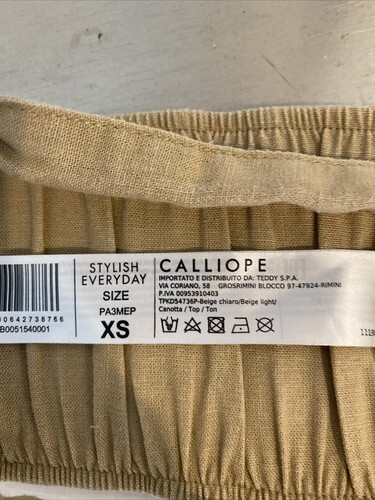 STYLISH
EVERYDAY
SIZE
PA3MEP
XS
00642738766
B0051540001
CALLIOPE
IMPORTATO E DISTRIBUITO DA: TEDDY S.P.A.
VIA CORIANO, 58 GROSRIMINI BLOCCO 97-47924-RIMINI
P.IVA 00953910403
TPKD54736P-Beige chiaro/Beige light/
Canotta / Top / Ton